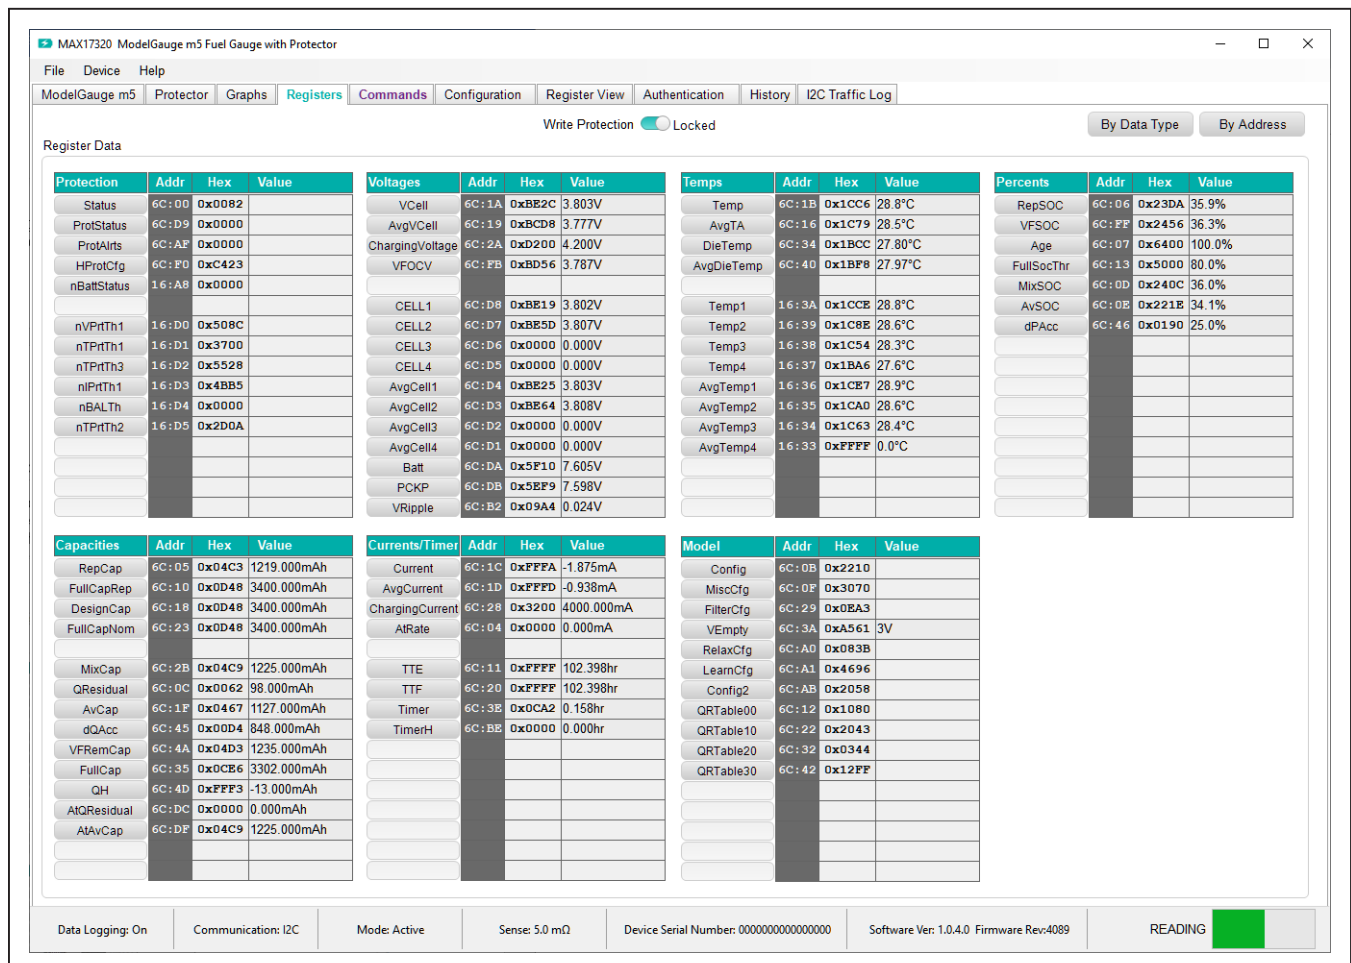 MAX17320 ModelGauge m5 Fuel Gauge with Protector
File Device Help
ModelGauge m5 Protector Graphs Registers Commands Configuration Register View Authentication History I2C Traffic Log
Write Protection Locked By Data Type By Address
Register Data
Protection Addr Hex Value
Status 6C:00 0x0082
ProtStatus 6C:D9 0x0000
ProtAlrts 6C:AF 0x0000
HProtCfg 6C:F0 0xC423
nBattStatus 16:A8 0x0000
nVPrtTh1 16:D0 0x508C
nTPrtTh1 16:D1 0x3700
nTPrtTh3 16:D2 0x5528
nIPrtTh1 16:D3 0x4BB5
nBALTh 16:D4 0x0000
nTPrtTh2 16:D5 0x2D0A
Voltages Addr Hex Value
VCell 6C:1A 0xBE2C 3.803V
AvgVCell 6C:19 0xBCD8 3.777V
ChargingVoltage 6C:2A 0xD200 4.200V
VFOCV 6C:FB 0xBD56 3.787V
CELL1 6C:D8 0xBE19 3.802V
CELL2 6C:D7 0xBE5D 3.807V
CELL3 6C:D6 0x0000 0.000V
CELL4 6C:D5 0x0000 0.000V
AvgCell1 6C:D4 0xBE25 3.803V
AvgCell2 6C:D3 0xBE64 3.808V
AvgCell3 6C:D2 0x0000 0.000V
AvgCell4 6C:D1 0x0000 0.000V
Batt 6C:DA 0x5F10 7.605V
PCKP 6C:DB 0x5EF9 7.598V
VRipple 6C:B2 0x09A4 0.024V
Temps Addr Hex Value
Temp 6C:1B 0x1CC6 28.8°C
AvgTA 6C:16 0x1C79 28.5°C
DieTemp 6C:34 0x1BCC 27.80°C
AvgDieTemp 6C:40 0x1BF8 27.97°C
Temp1 16:3A 0x1CCE 28.8°C
Temp2 16:39 0x1C8E 28.6°C
Temp3 16:38 0x1C54 28.3°C
Temp4 16:37 0x1BA6 27.6°C
AvgTemp1 16:36 0x1CE7 28.9°C
AvgTemp2 16:35 0x1CA0 28.6°C
AvgTemp3 16:34 0x1C63 28.4°C
AvgTemp4 16:33 0xFFFF 0.0°C
Percents Addr Hex Value
RepSOC 6C:06 0x23DA 35.9%
VFSOC 6C:FF 0x2456 36.3%
Age 6C:07 0x6400 100.0%
FullSocThr 6C:13 0x5000 80.0%
MixSOC 6C:0D 0x240C 36.0%
AvSOC 6C:0E 0x221E 34.1%
dPAcc 6C:46 0x0190 25.0%
Capacities Addr Hex Value
RepCap 6C:05 0x04C3 1219.000mAh
FullCapRep 6C:10 0x0D48 3400.000mAh
DesignCap 6C:18 0x0D48 3400.000mAh
FullCapNom 6C:23 0x0D48 3400.000mAh
MixCap 6C:2B 0x04C9 1225.000mAh
QResidual 6C:0C 0x0062 98.000mAh
AvCap 6C:1F 0x0467 1127.000mAh
dQAcc 6C:45 0x00D4 848.000mAh
VFRemCap 6C:4A 0x04D3 1235.000mAh
FullCap 6C:35 0x0CE6 3302.000mAh
QH 6C:4D 0xFFF3 -13.000mAh
AtQResidual 6C:DC 0x0000 0.000mAh
AtAvCap 6C:DF 0x04C9 1225.000mAh
Currents/Timer Addr Hex Value
Current 6C:1C 0xFFFA -1.875mA
AvgCurrent 6C:1D 0xFFFD -0.938mA
ChargingCurrent 6C:28 0x3200 4000.000mA
AtRate 6C:04 0x0000 0.000mA
TTE 6C:11 0xFFFF 102.398hr
TTF 6C:20 0xFFFF 102.398hr
Timer 6C:3E 0x0CA2 0.158hr
TimerH 6C:BE 0x0000 0.000hr
Model Addr Hex Value
Config 6C:0B 0x2210
MiscCfg 6C:0F 0x3070
FilterCfg 6C:29 0x0EA3
VEmpty 6C:3A 0xA561 3V
RelaxCfg 6C:A0 0x083B
LearnCfg 6C:A1 0x4696
Config2 6C:AB 0x2058
QRTable00 6C:12 0x1080
QRTable10 6C:22 0x2043
QRTable20 6C:32 0x0344
QRTable30 6C:42 0x12FF
Data Logging: On Communication: I2C Mode: Active Sense: 5.0 mΩ Device Serial Number: 0000000000000000 Software Ver: 1.0.4.0 Firmware Rev:4089 READING